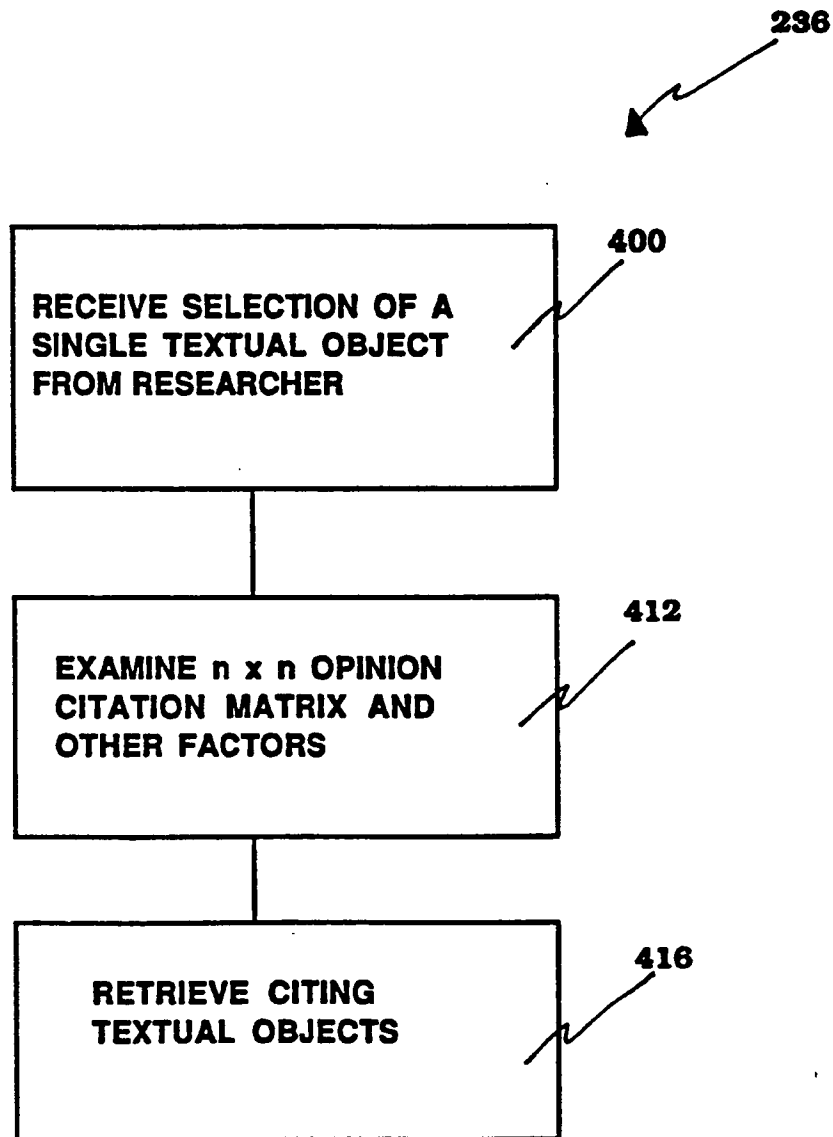 236
400
RECEIVE SELECTION OF A
SINGLE TEXTUAL OBJECT
FROM RESEARCHER
412
EXAMINE n x n OPINION
CITATION MATRIX AND
OTHER FACTORS
416
RETRIEVE CITING
TEXTUAL OBJECTS